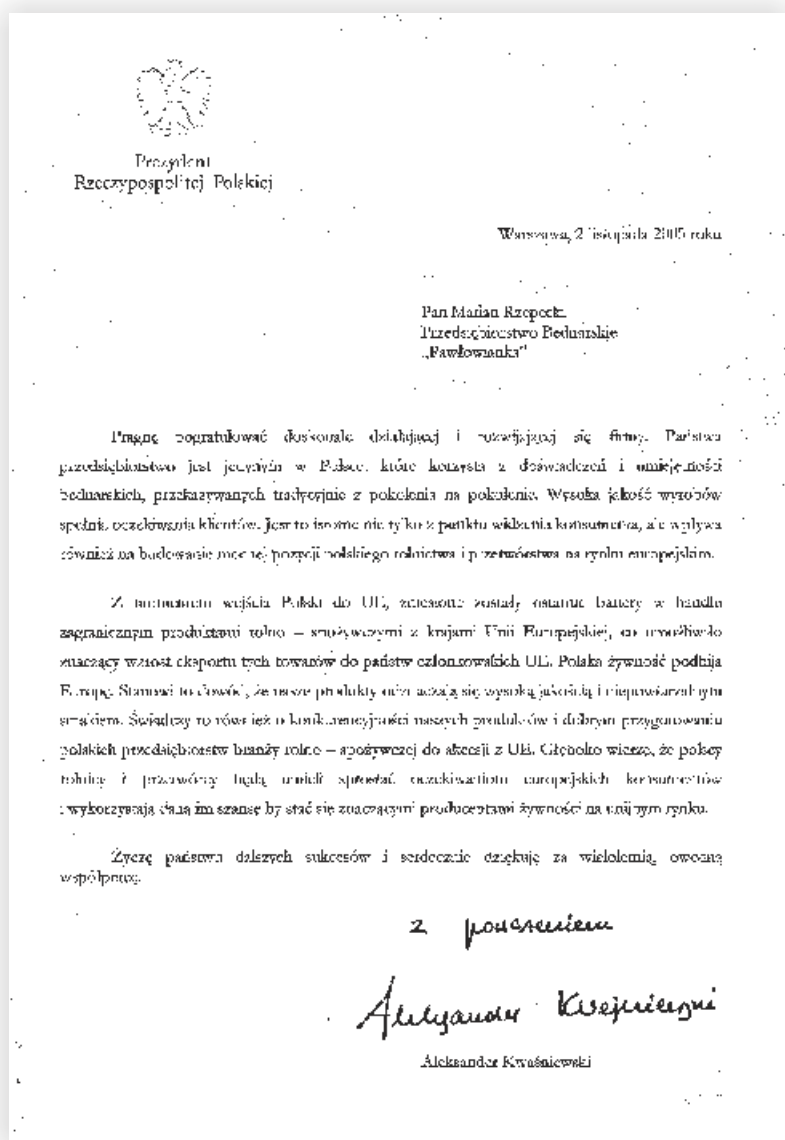 Prezydent
Rzeczypospolitej Polskiej
Warszawa, 2 listopada 2005 roku
Pan Marian Rzepecki
Przedsiębiorstwo Bednarskie
„Pawłowianka”
Pragnę pogratulować doskonale działającej i rozwijającej się firmy. Państwa
przedsiębiorstwo jest jedynym w Polsce, które korzysta z doświadczeń i umiejętności
bednarskich, przekazywanych tradycyjnie z pokolenia na pokolenie. Wysoka jakość wyrobów
spełnia oczekiwania klientów. Jest to istotne nie tylko z punktu widzenia konsumenta, ale wpływa
również na budowanie mocnej pozycji polskiego rolnictwa i przetwórstwa na rynku europejskim.
Z momentem wejścia Polski do UE, zniesione zostały ostatnie bariery w handlu
zagranicznym produktami rolno – spożywczymi z krajami Unii Europejskiej, co umożliwiło
znaczący wzrost eksportu tych towarów do państw członkowskich UE. Polska żywność podbija
Europę. Stanowi to dowód, że nasze produkty odznaczają się wysoką jakością i niepowtarzalnym
smakiem. Świadczy to również o konkurencyjności naszych produktów i dobrym przygotowaniu
polskich przedsiębiorstw branży rolno – spożywczej do akcesji z UE. Głęboko wierzę, że polscy
rolnicy i przetwórcy będą umieli sprostać oczekiwaniom europejskich konsumentów
i wykorzystają daną im szansę by stać się znaczącymi producentami żywności na unijnym rynku.
Życzę państwu dalszych sukcesów i serdecznie dziękuję za wieloletnią, owocną
współpracę.
z poważaniem
Aleksander Kwaśniewski
Aleksander Kwaśniewski